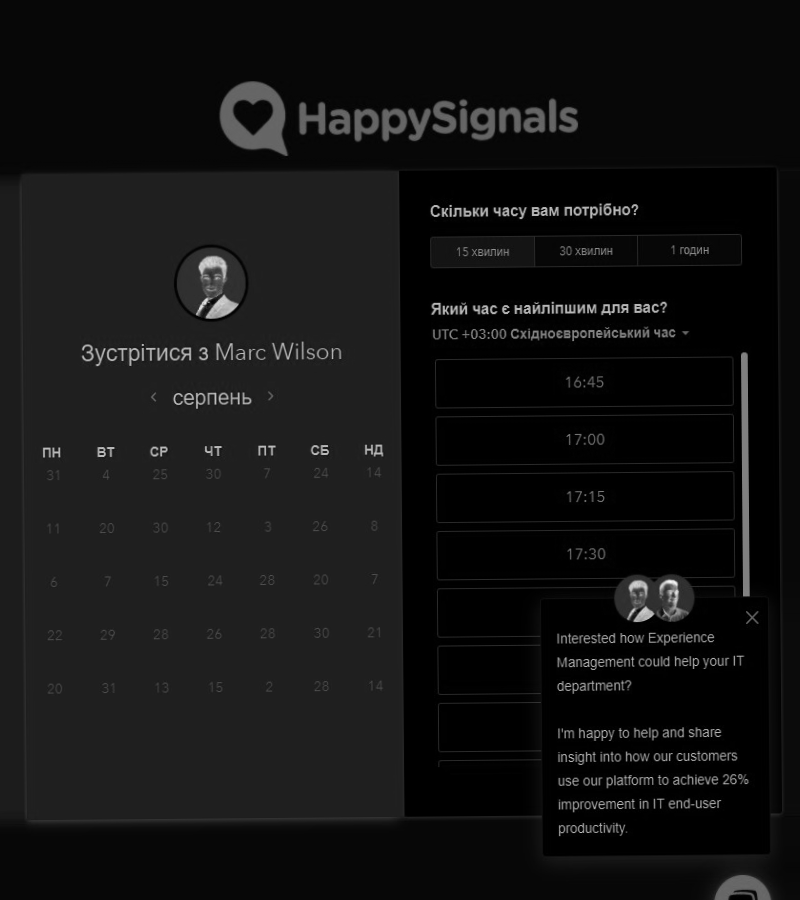 HappySignals
Зустрітися з Marc Wilson
серпень
ПН ВТ СР ЧТ ПТ СБ НД
31 4 25 30 7 24 14
11 20 30 12 3 26 8
6 7 15 24 28 20 7
22 29 28 26 28 30 21
20 31 13 15 2 28 14
Скільки часу вам потрібно?
15 хвилин 30 хвилин 1 годин
Який час є найліпшим для вас?
UTC +03:00 Східноєвропейський час
16:45
17:00
17:15
17:30
Interested how Experience
Management could help your IT
department?
I'm happy to help and share
insight into how our customers
use our platform to achieve 26%
improvement in IT end-user
productivity.